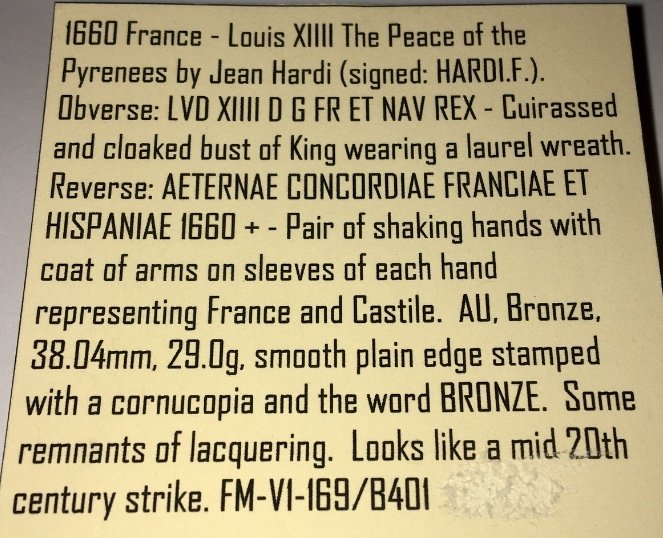 1660 France - Louis XIIII The Peace of the
Pyrenees by Jean Hardi (signed: HARDI.F.).
Obverse: LVD XIIII D G FR ET NAV REX - Cuirassed
and cloaked bust of King wearing a laurel wreath.
Reverse: AETERNAE CONCORDIAE FRANCIAE ET
HISPANIAE 1660 + - Pair of shaking hands with
coat of arms on sleeves of each hand
representing France and Castile. AU, Bronze,
38.04mm, 29.0g, smooth plain edge stamped
with a cornucopia and the word BRONZE. Some
remnants of lacquering. Looks like a mid 20th
century strike. FM-V1-169/B401